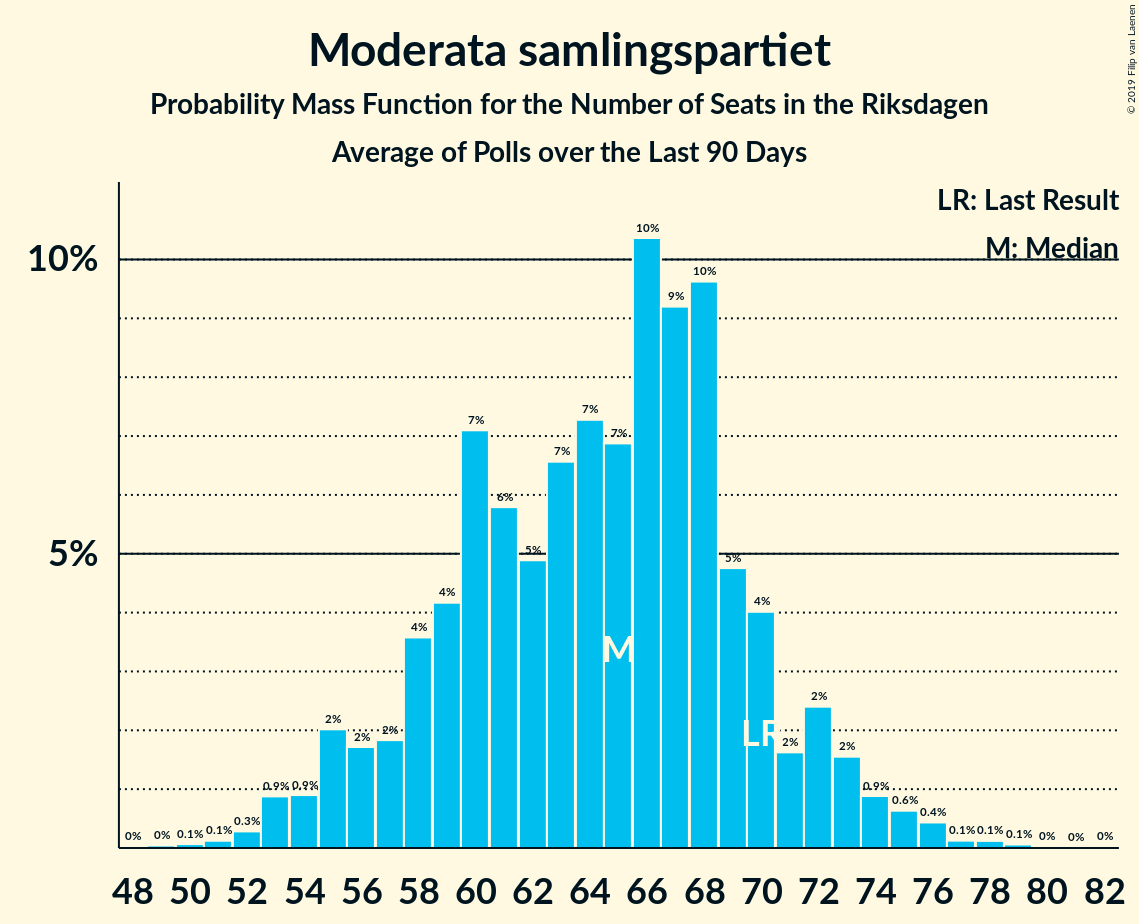 Moderata samlingspartiet
Probability Mass Function for the Number of Seats in the Riksdagen
Average of Polls over the Last 90 Days
© 2019 Filip van Laenen
LR: Last Result
M: Median
10%
5%
0% 0% 0.1% 0.1% 0.3% 0.9% 0.9% 2% 2% 2% 4% 4% 7% 6% 5% 7% 7% 7% 10% 9% 10% 5% 4% 2% 2% 2% 0.9% 0.6% 0.4% 0.1% 0.1% 0.1% 0% 0% 0%
M
LR
48 50 52 54 56 58 60 62 64 66 68 70 72 74 76 78 80 82